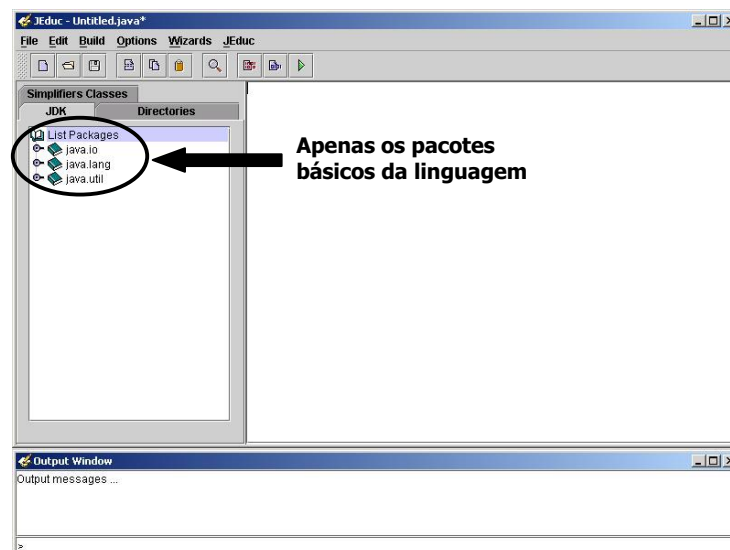 JEduc - Untitled.java*
File Edit Build Options Wizards JEduc
Simplifiers Classes
JDK Directories
List Packages
java.io
java.lang
java.util
Apenas os pacotes
básicos da linguagem
Output Window
Output messages ...
>